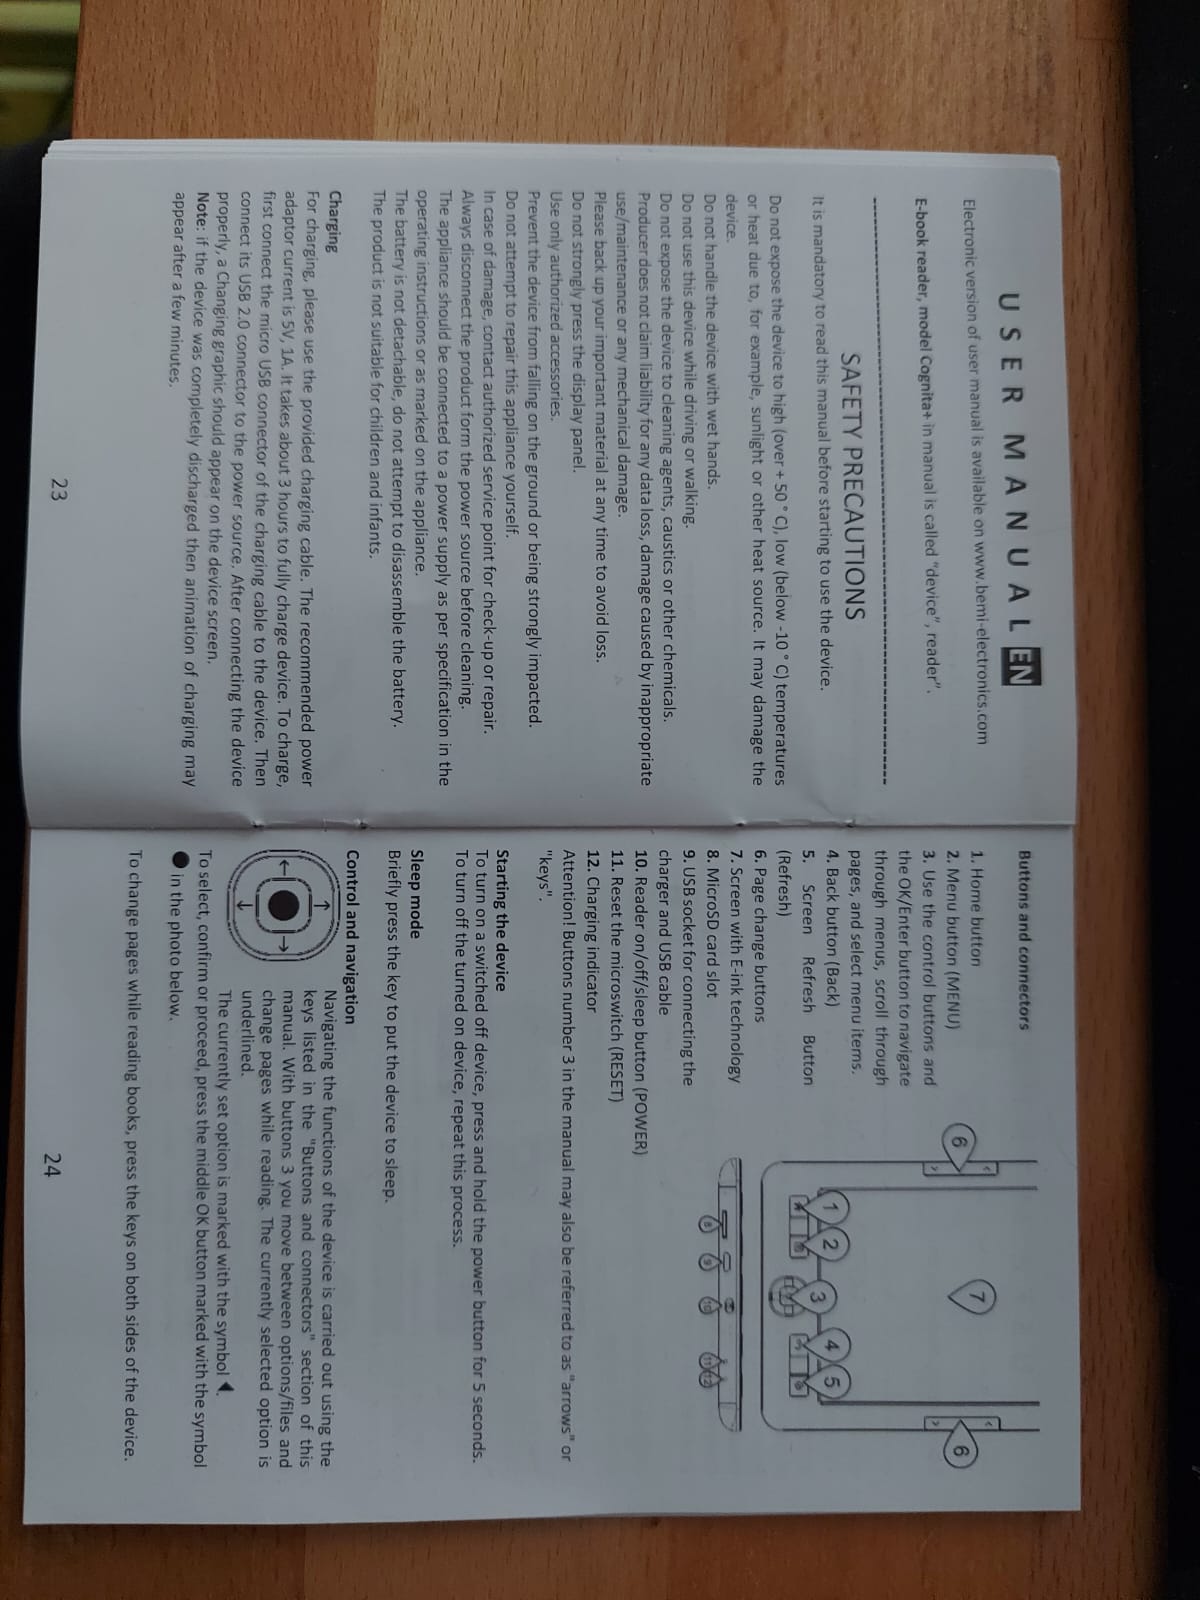 USER MANUAL EN
Electronic version of user manual is available on www.bemi-electronics.com
E-book reader, model Cognita+ in manual is called "device", reader".
SAFETY PRECAUTIONS
It is mandatory to read this manual before starting to use the device.
Do not expose the device to high (over + 50 ° C), low (below -10 ° C) temperatures
or heat due to, for example, sunlight or other heat source. It may damage the
device.
Do not handle the device with wet hands.
Do not use this device while driving or walking.
Do not expose the device to cleaning agents, caustics or other chemicals.
Producer does not claim liability for any data loss, damage caused by inappropriate
use/maintenance or any mechanical damage.
Please back up your important material at any time to avoid loss.
Do not strongly press the display panel.
Use only authorized accessories.
Prevent the device from falling on the ground or being strongly impacted.
Do not attempt to repair this appliance yourself.
In case of damage, contact authorized service point for check-up or repair.
Always disconnect the product form the power source before cleaning.
The appliance should be connected to a power supply as per specification in the
operating instructions or as marked on the appliance.
The battery is not detachable, do not attempt to disassemble the battery.
The product is not suitable for children and infants.
Charging
For charging, please use the provided charging cable. The recommended power
adaptor current is 5V, 1A. It takes about 3 hours to fully charge device. To charge,
first connect the micro USB connector of the charging cable to the device. Then
connect its USB 2.0 connector to the power source. After connecting the device
properly, a Changing graphic should appear on the device screen.
Note: if the device was completely discharged then animation of charging may
appear after a few minutes.
23
Buttons and connectors
1. Home button
2. Menu button (MENU)
3. Use the control buttons and
the OK/Enter button to navigate
through menus, scroll through
pages, and select menu items.
4. Back button (Back)
5. Screen Refresh Button
(Refresh)
6. Page change buttons
7. Screen with E-ink technology
8. MicroSD card slot
9. USB socket for connecting the
charger and USB cable
10. Reader on/off/sleep button (POWER)
11. Reset the microswitch (RESET)
12. Charging indicator
6
7
6
1
2
3
4
5
8
9
10
11
12
Attention! Buttons number 3 in the manual may also be referred to as "arrows" or
"keys".
Starting the device
To turn on a switched off device, press and hold the power button for 5 seconds.
To turn off the turned on device, repeat this process.
Sleep mode
Briefly press the key to put the device to sleep.
Control and navigation
Navigating the functions of the device is carried out using the
keys listed in the "Buttons and connectors" section of this
manual. With buttons 3 you move between options/files and
change pages while reading. The currently selected option is
underlined.
The currently set option is marked with the symbol ◀.
To select, confirm or proceed, press the middle OK button marked with the symbol
● in the photo below.
To change pages while reading books, press the keys on both sides of the device.
24